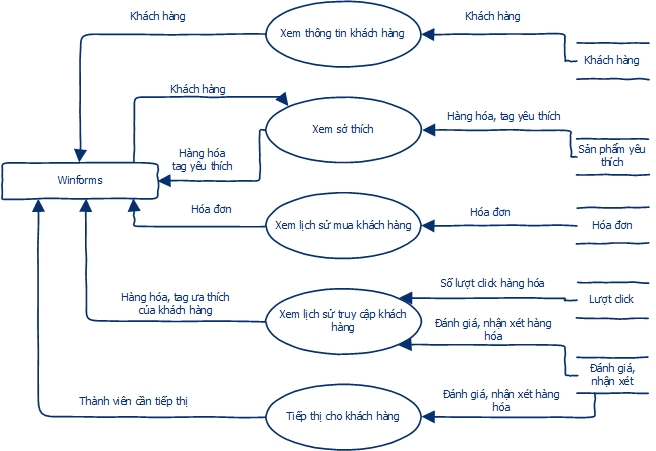 Khách hàng
Khách hàng
Xem thông tin khách hàng
Khách hàng
Khách hàng
Hàng hóa, tag yêu thích
Xem sở thích
Hàng hóa
tag yêu thích
Sản phẩm yêu
thích
Winforms
Hóa đơn
Hóa đơn
Xem lịch sử mua khách hàng
Hóa đơn
Số lượt click hàng hóa
Hàng hóa, tag ưa thích
của khách hàng
Xem lịch sử truy cập khách
hàng
Lượt click
Đánh giá, nhận xét hàng
hóa
Đánh giá,
nhận xét
Đánh giá, nhận xét hàng
hóa
Thành viên cần tiếp thị
Tiếp thị cho khách hàng